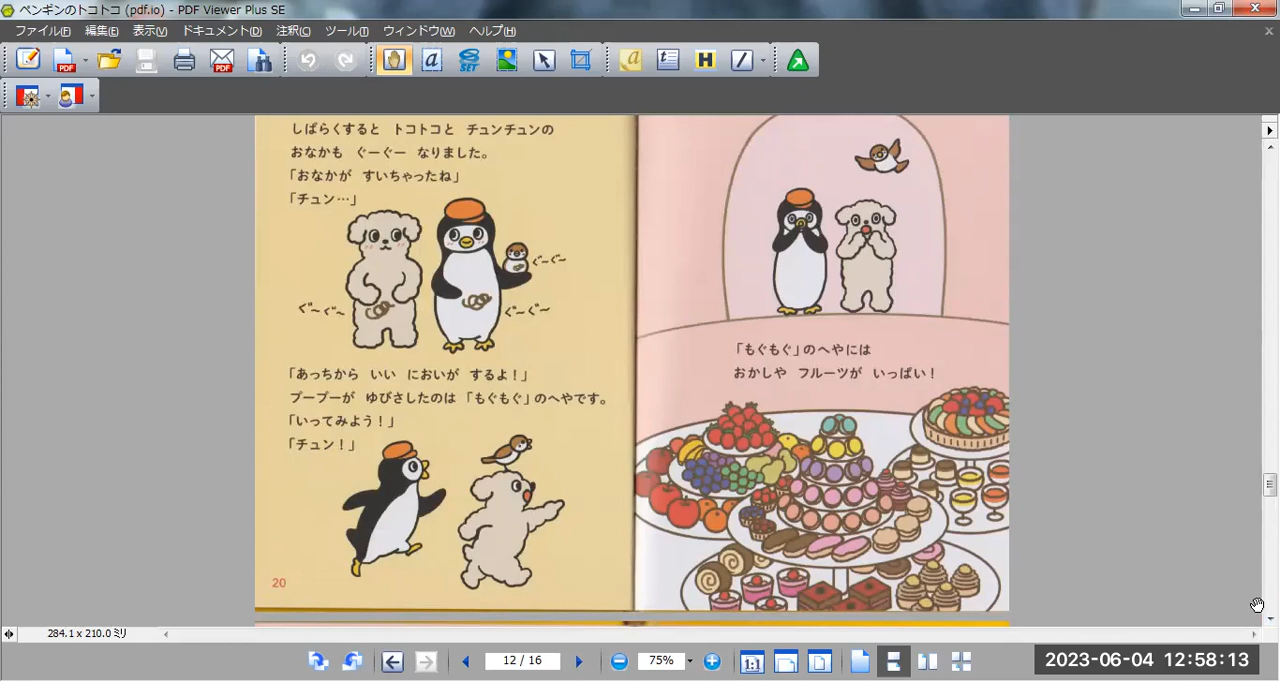 ペンギンのトコトコ (pdf.io) - PDF Viewer Plus SE
ファイル(F) 編集(E) 表示(V) ドキュメント(D) 注釈(C) ツール(T) ウィンドウ(W) ヘルプ(H)
しばらくすると トコトコと チュンチュンの
おなかも ぐーぐー なりました。
「おなかが すいちゃったね」
「チュン…」
ぐ〜ぐ〜
ぐ〜ぐ〜
ぐ〜ぐ〜
「あっちから いい においが するよ!」
プープーが ゆびさしたのは 「もぐもぐ」のへやです。
「いってみよう!」
「チュン!」
20
「もぐもぐ」のへやには
おかしや フルーツが いっぱい!
284.1 x 210.0 ミリ
12 / 16
75%
1:1
2023-06-04 12:58:13